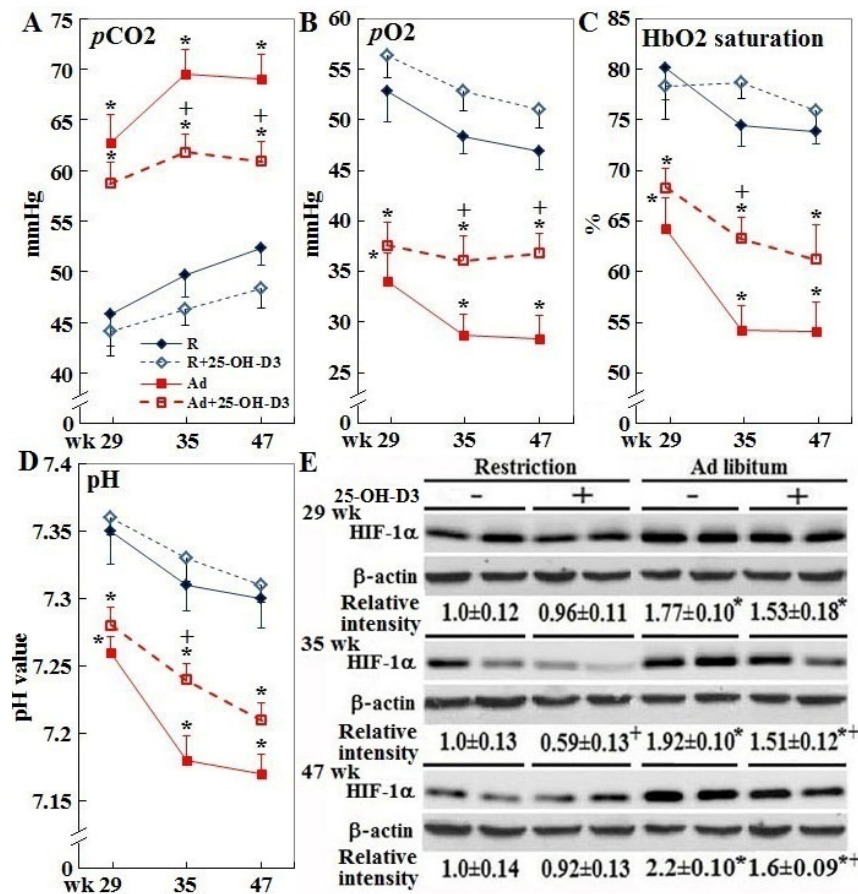 A
pCO2
mmHg
75
70
65
60
55
50
45
40
0
wk 29 35 47
* * *
+ +
* * *
R
R+25-OH-D3
Ad
Ad+25-OH-D3
B
pO2
mmHg
60
55
50
45
40
35
30
25
0
wk 29 35 47
+ +
* * *
* * *
C
HbO2 saturation
%
85
80
75
70
65
60
55
50
0
wk 29 35 47
+
* * *
* * *
D
pH
pH value
7.4
7.35
7.3
7.25
7.2
7.15
0
wk 29 35 47
+
* * *
* * *
E
Restriction Ad libitum
25-OH-D3 - + - +
29 wk
HIF-1α
β-actin
Relative intensity 1.0±0.12 0.96±0.11 1.77±0.10* 1.53±0.18*
35 wk
HIF-1α
β-actin
Relative intensity 1.0±0.13 0.59±0.13+ 1.92±0.10* 1.51±0.12*+
47 wk
HIF-1α
β-actin
Relative intensity 1.0±0.14 0.92±0.13 2.2±0.10* 1.6±0.09*+